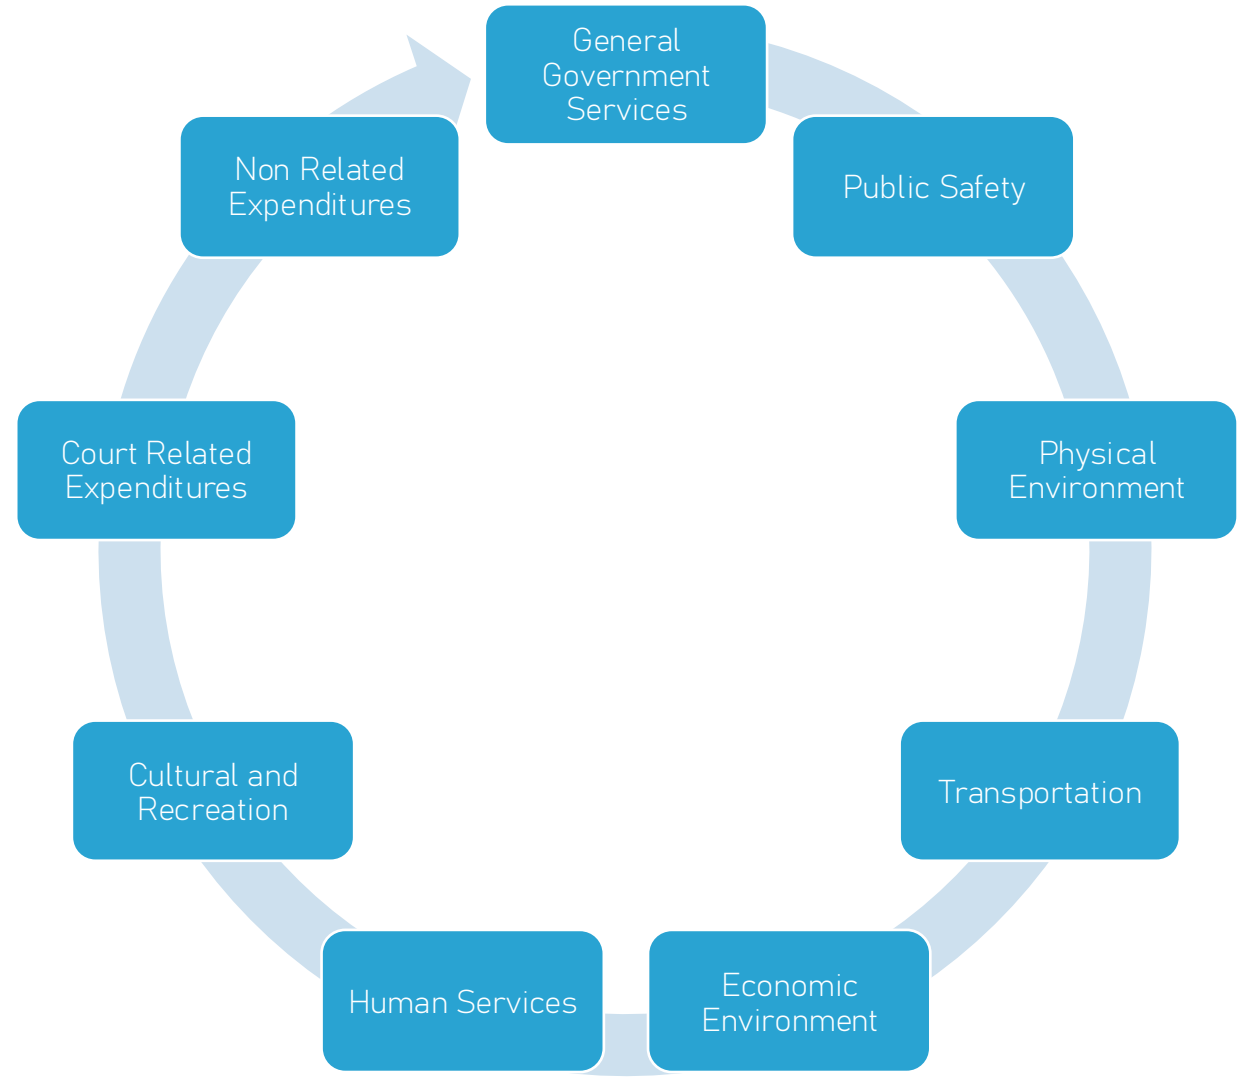 General
Government
Services
Public Safety
Physical
Environment
Transportation
Economic
Environment
Human Services
Cultural and
Recreation
Court Related
Expenditures
Non Related
Expenditures